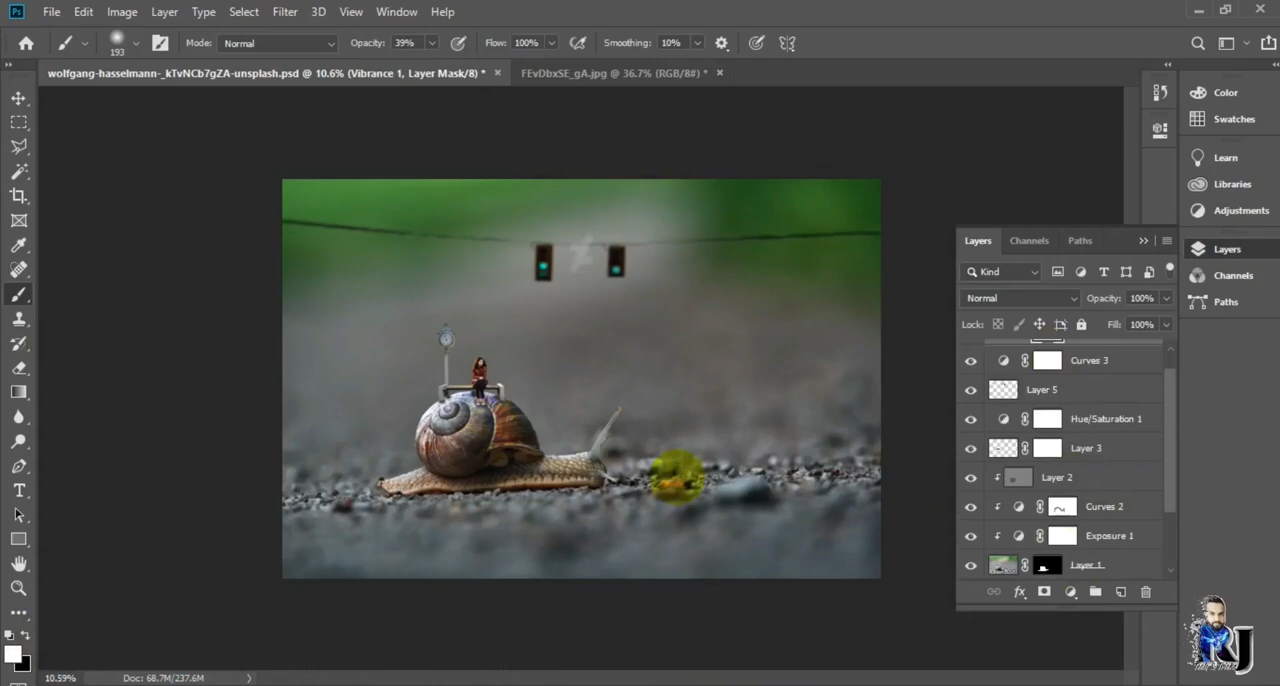 Ps File Edit Image Layer Type Select Filter 3D View Window Help
193 Mode: Normal Opacity: 39% Flow: 100% Smoothing: 10%
wolfgang-hasselmann-_kTvNCb7gZA-unsplash.psd @ 10.6% (Vibrance 1, Layer Mask/8) * × FEvDbxSE_gA.jpg @ 36.7% (RGB/8#) * ×
Color
Swatches
Learn
Libraries
Adjustments
Layers
Channels
Paths
Layers Channels Paths
Kind
Normal Opacity: 100%
Lock: Fill: 100%
Curves 3
Layer 5
Hue/Saturation 1
Layer 3
Layer 2
Curves 2
Exposure 1
Layer 1
fx
RJ
10.59% Doc: 68.7M/237.6M